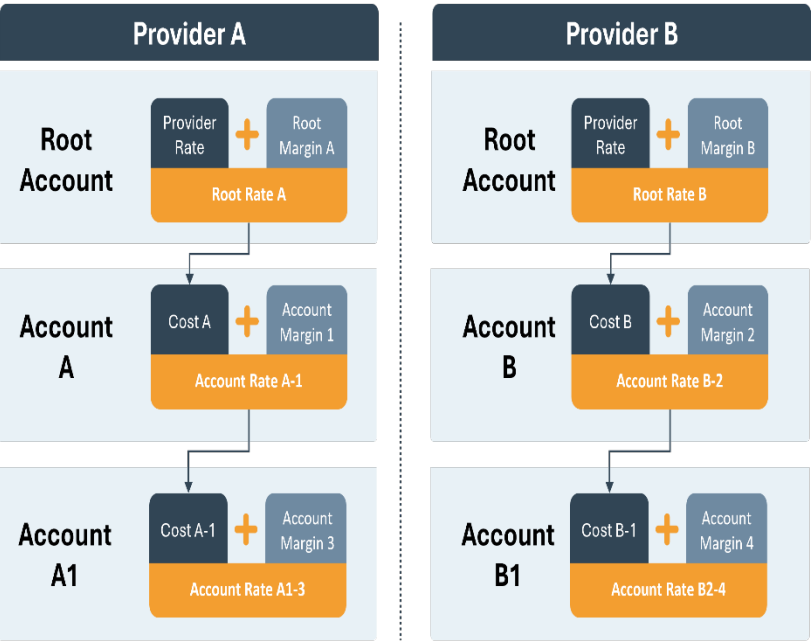 Provider A
Root
Account
Provider
Rate
+
Root
Margin A
Root Rate A
Account
A
Cost A
+
Account
Margin 1
Account Rate A-1
Account
A1
Cost A-1
+
Account
Margin 3
Account Rate A1-3
Provider B
Root
Account
Provider
Rate
+
Root
Margin B
Root Rate B
Account
B
Cost B
+
Account
Margin 2
Account Rate B-2
Account
B1
Cost B-1
+
Account
Margin 4
Account Rate B2-4